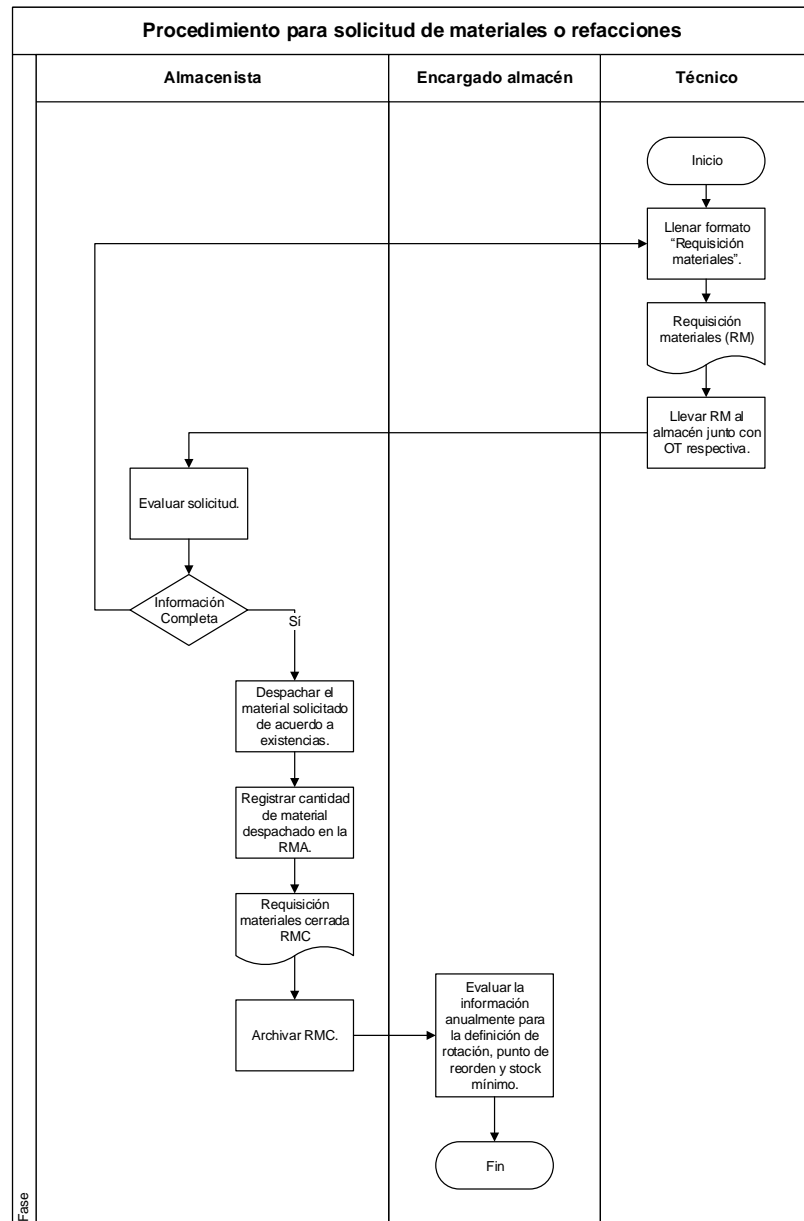 Procedimiento para solicitud de materiales o refacciones
Almacenista
Encargado almacén
Técnico
Inicio
Llenar formato
“Requisición
materiales”.
Requisición
materiales (RM)
Llevar RM al
almacén junto con
OT respectiva.
Evaluar solicitud.
Información
Completa
Sí
Despachar el
material solicitado
de acuerdo a
existencias.
Registrar cantidad
de material
despachado en la
RMA.
Requisición
materiales cerrada
RMC
Archivar RMC.
Evaluar la
información
anualmente para
la definición de
rotación, punto de
reorden y stock
mínimo.
Fin
Fase